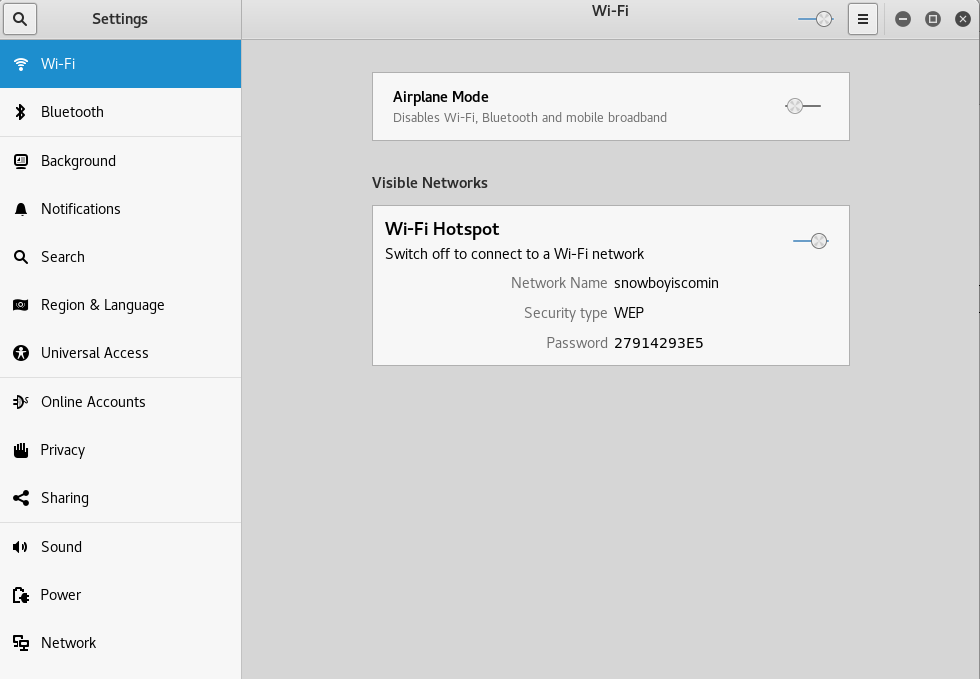 Settings
Wi-Fi
Wi-Fi
Bluetooth
Background
Notifications
Search
Region & Language
Universal Access
Online Accounts
Privacy
Sharing
Sound
Power
Network
Airplane Mode
Disables Wi-Fi, Bluetooth and mobile broadband
Visible Networks
Wi-Fi Hotspot
Switch off to connect to a Wi-Fi network
Network Name snowboyiscomin
Security type WEP
Password 27914293E5